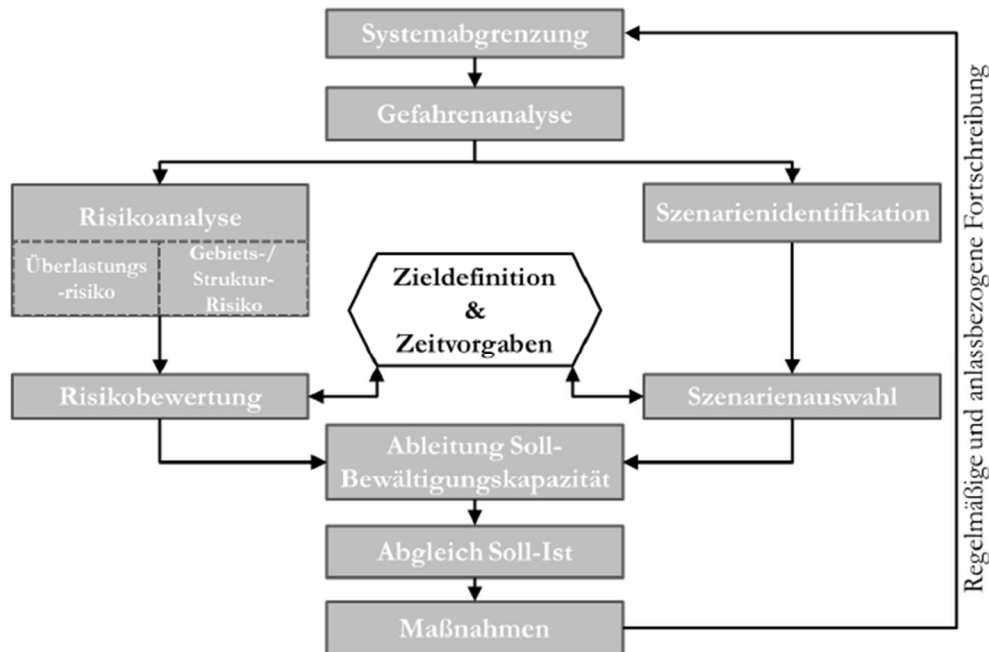 Systemabgrenzung
Gefahrenanalyse
Risikoanalyse
Überlastungs
-risiko
Gebiets-/
Struktur-
Risiko
Szenarienidentifikation
Zieldefinition
&
Zeitvorgaben
Risikobewertung
Szenarienauswahl
Ableitung Soll-
Bewältigungskapazität
Abgleich Soll-Ist
Maßnahmen
Regelmäßige und anlassbezogene Fortschreibung